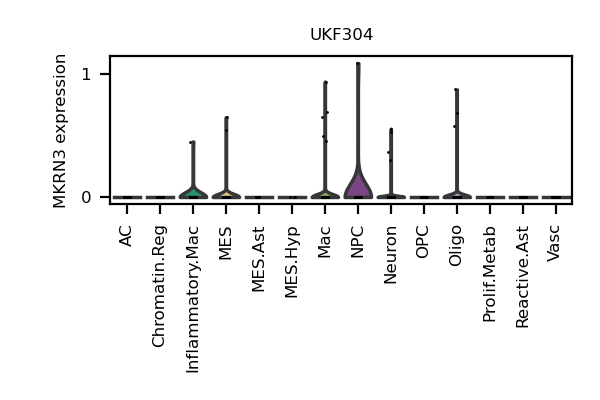 UKF304
MKRN3 expression
1
0
AC
Chromatin.Reg
Inflammatory.Mac
MES
MES.Ast
MES.Hyp
Mac
NPC
Neuron
OPC
Oligo
Prolif.Metab
Reactive.Ast
Vasc